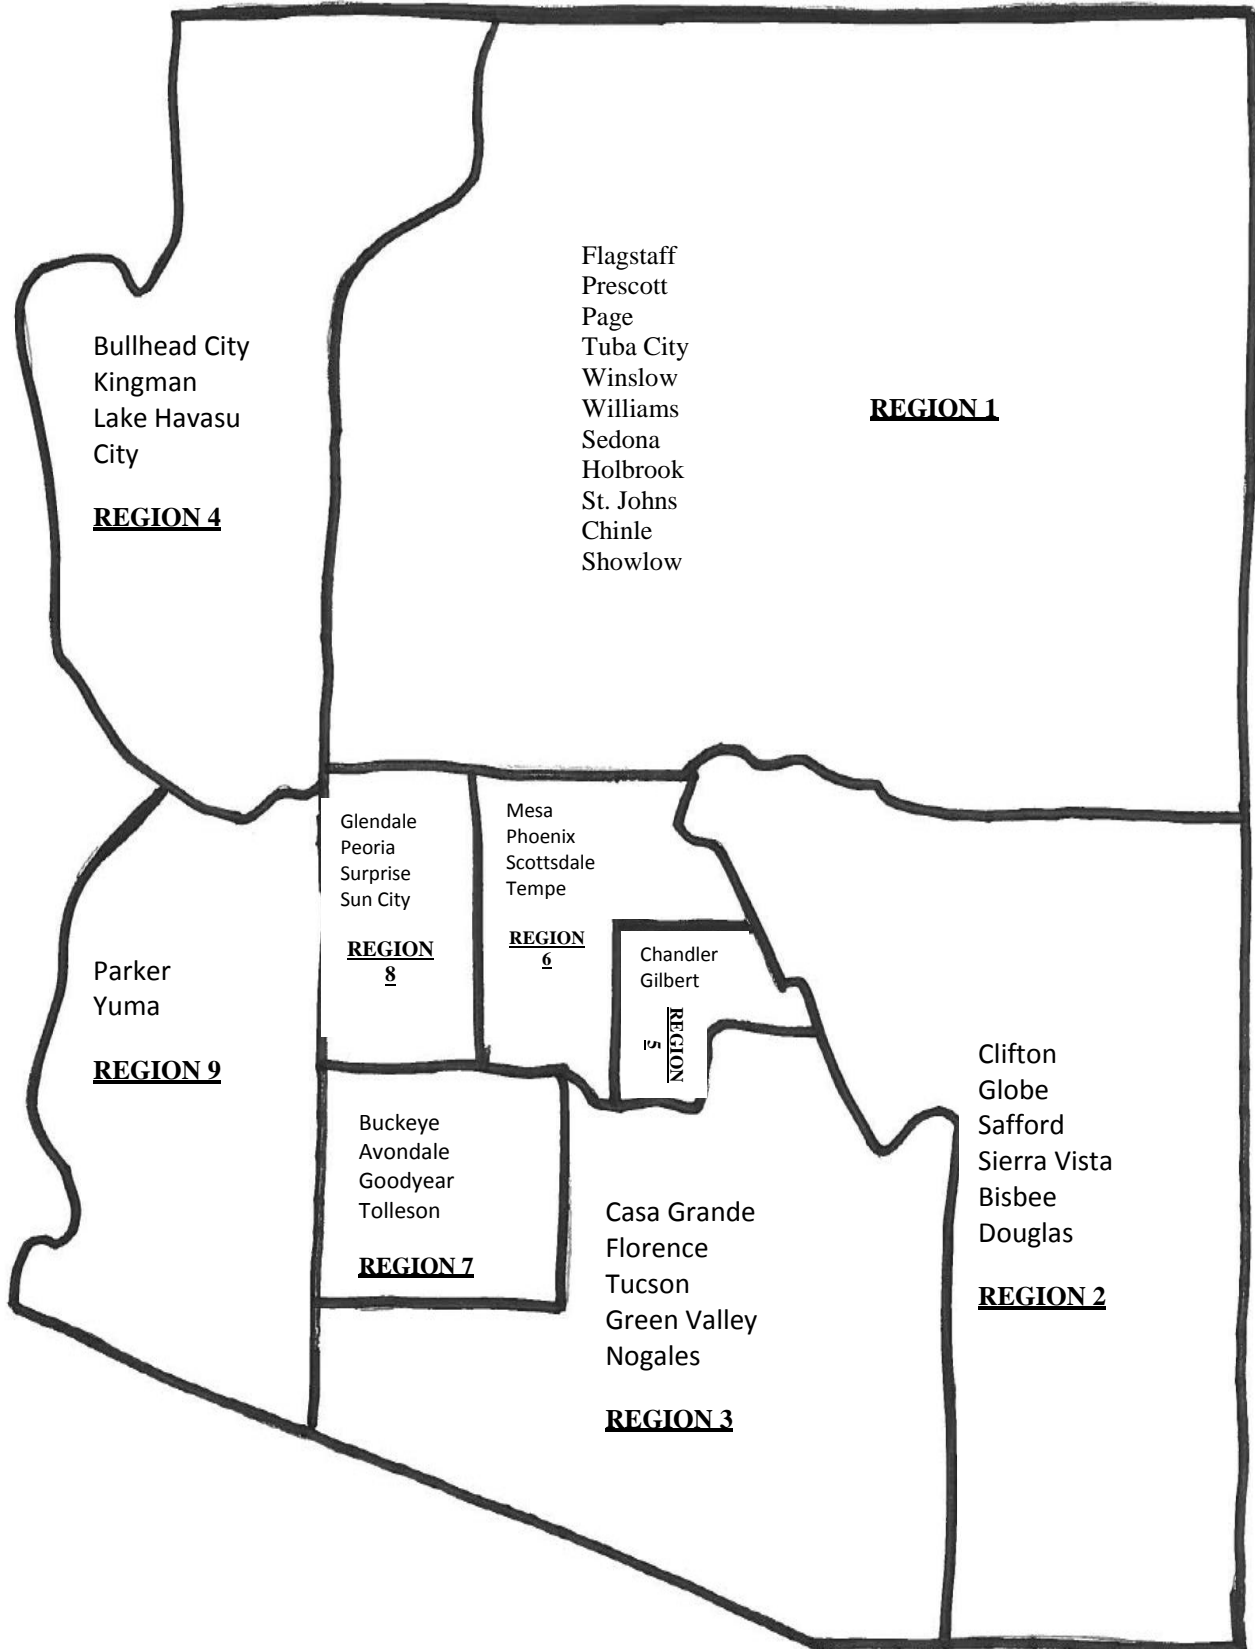 Flagstaff
Prescott
Page
Tuba City
Winslow
Williams
Sedona
Holbrook
St. Johns
Chinle
Showlow
REGION 1
Bullhead City
Kingman
Lake Havasu
City
REGION 4
Glendale
Peoria
Surprise
Sun City
REGION
8
Mesa
Phoenix
Scottsdale
Tempe
REGION
6
Chandler
Gilbert
REGION
5
Parker
Yuma
REGION 9
Buckeye
Avondale
Goodyear
Tolleson
REGION 7
Casa Grande
Florence
Tucson
Green Valley
Nogales
REGION 3
Clifton
Globe
Safford
Sierra Vista
Bisbee
Douglas
REGION 2